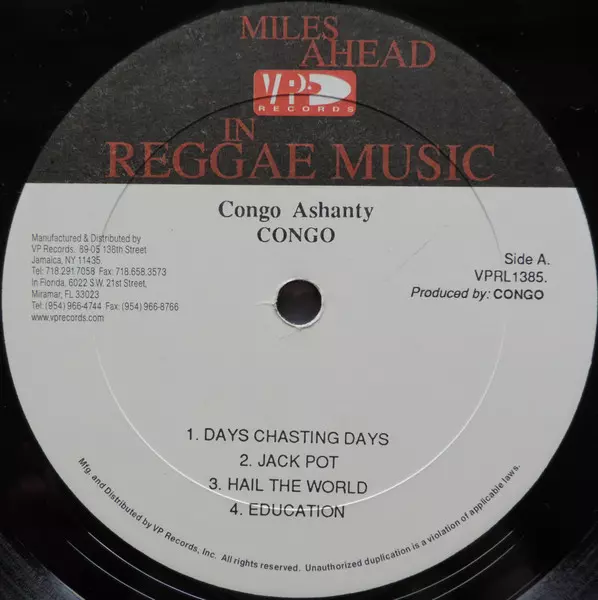 MILES
AHEAD
VP
RECORDS
IN
REGGAE MUSIC
Congo Ashanty
CONGO
Manufactured & Distributed by
VP Records, 89-05 138th Street
Jamaica, NY 11435
Tel: 718.291.7058 Fax: 718.658.3573
In Florida, 6022 S.W. 21st Street,
Miramar, FL 33023
Tel: (954) 966-4744 Fax: (954) 966-8766
www.vprecords.com
Side A.
VPRL1385.
Produced by: CONGO
1. DAYS CHASTING DAYS
2. JACK POT
3. HAIL THE WORLD
4. EDUCATION
Mfg. and Distributed by VP Records, Inc. All rights reserved. Unauthorized duplication is a violation of applicable laws.